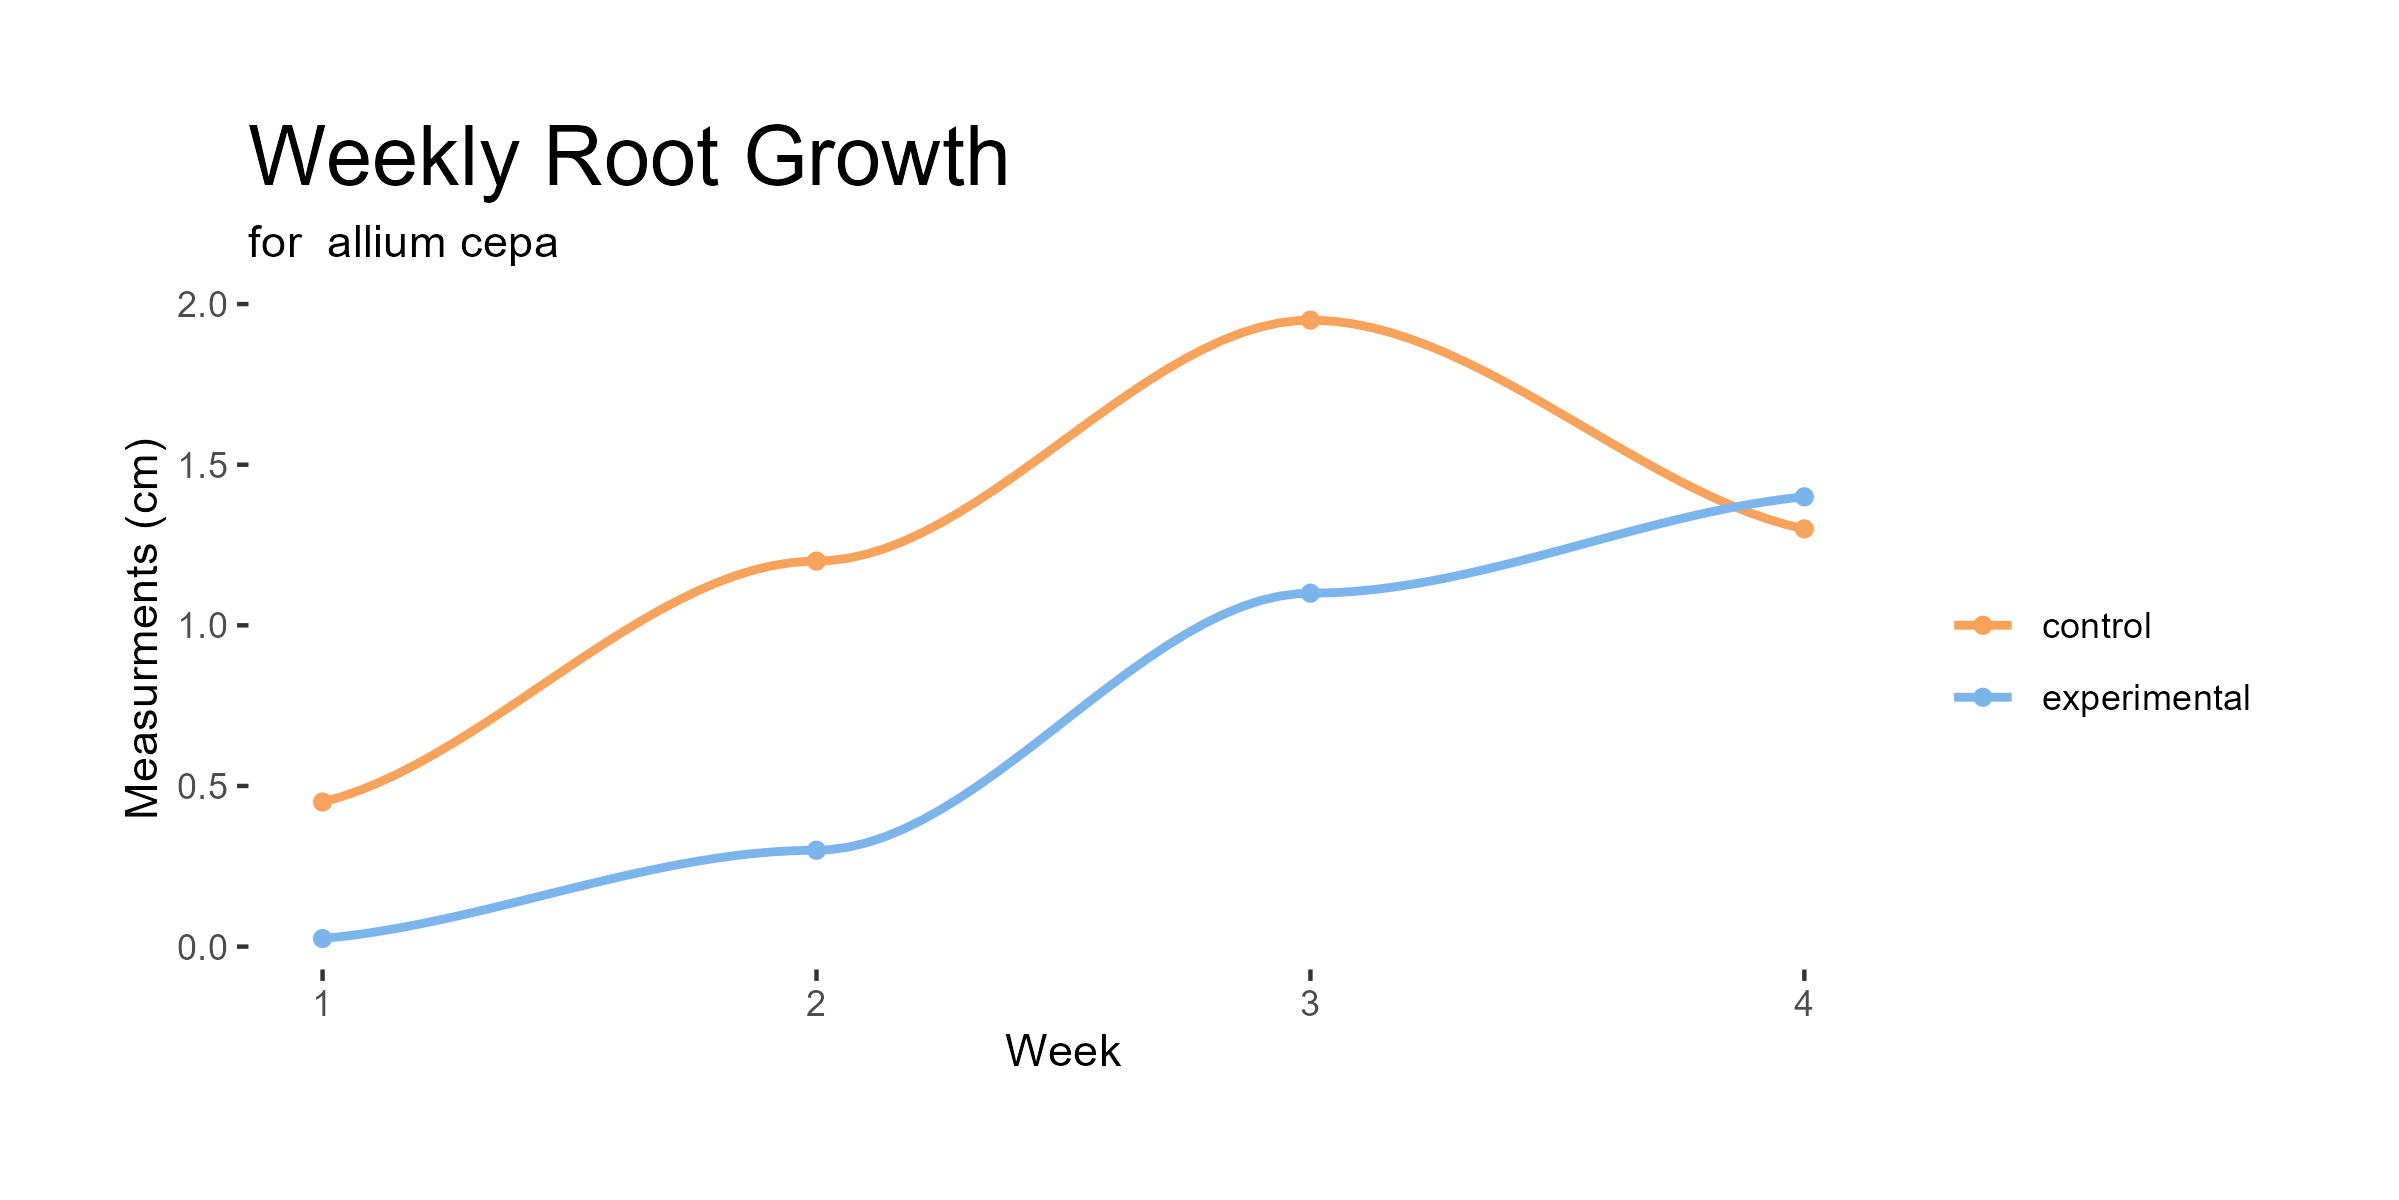 Weekly Root Growth
for  allium cepa
Measurments (cm)
2.0
1.5
1.0
0.5
0.0
1 2 3 4
Week
control
experimental